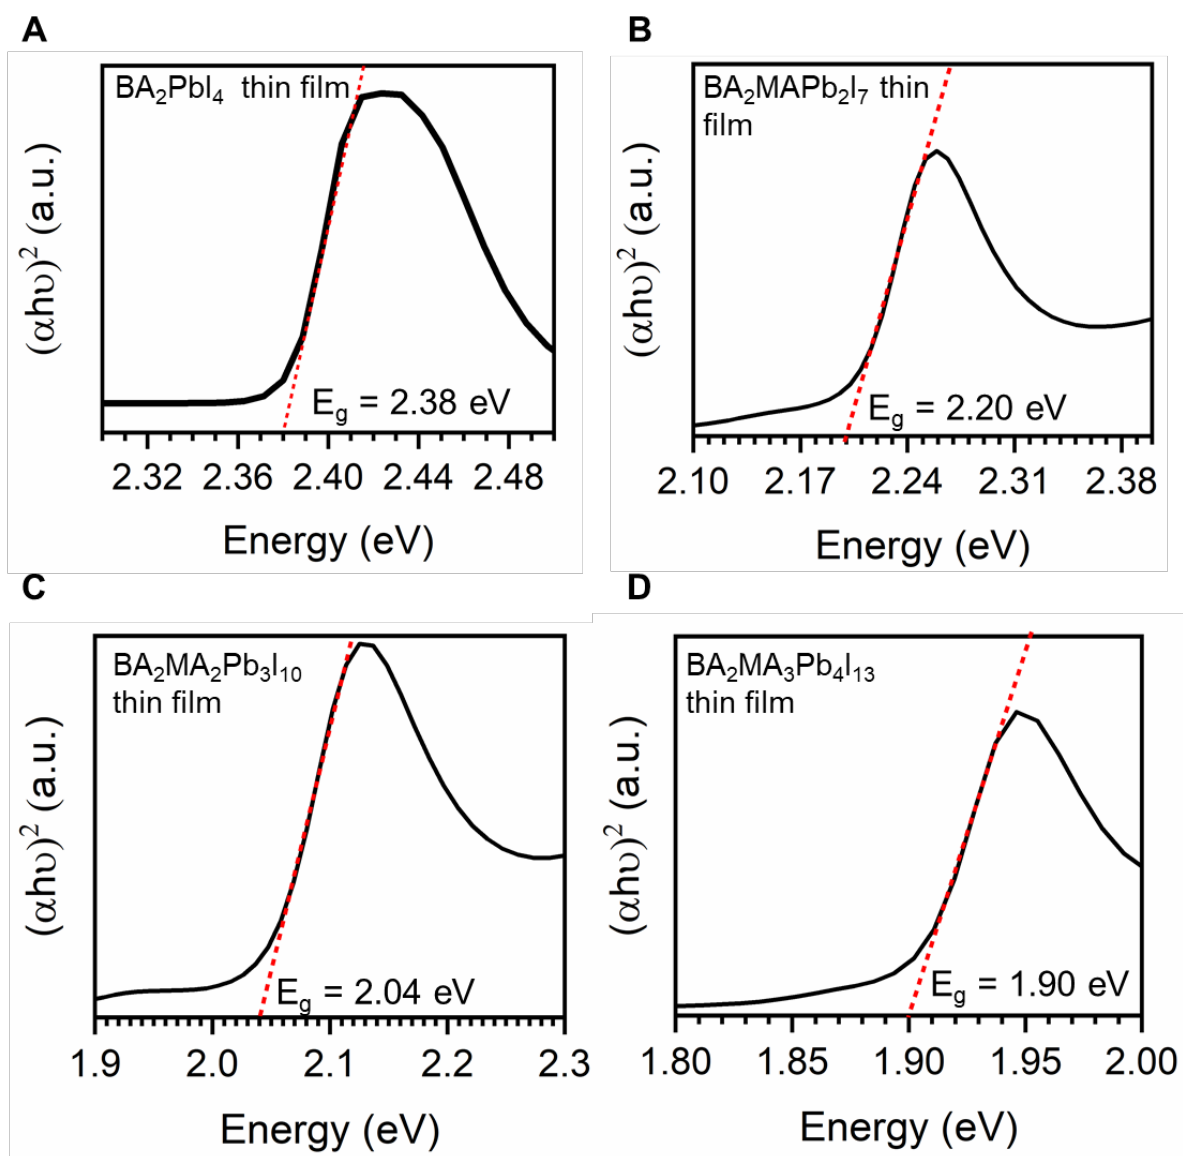 A
BA₂PbI₄ thin film
(αhυ)² (a.u.)
E_g = 2.38 eV
2.32 2.36 2.40 2.44 2.48
Energy (eV)
B
BA₂MAPb₂I₇ thin
film
(αhυ)² (a.u.)
E_g = 2.20 eV
2.10 2.17 2.24 2.31 2.38
Energy (eV)
C
BA₂MA₂Pb₃I₁₀
thin film
(αhυ)² (a.u.)
E_g = 2.04 eV
1.9 2.0 2.1 2.2 2.3
Energy (eV)
D
BA₂MA₃Pb₄I₁₃
thin film
(αhυ)² (a.u.)
E_g = 1.90 eV
1.80 1.85 1.90 1.95 2.00
Energy (eV)